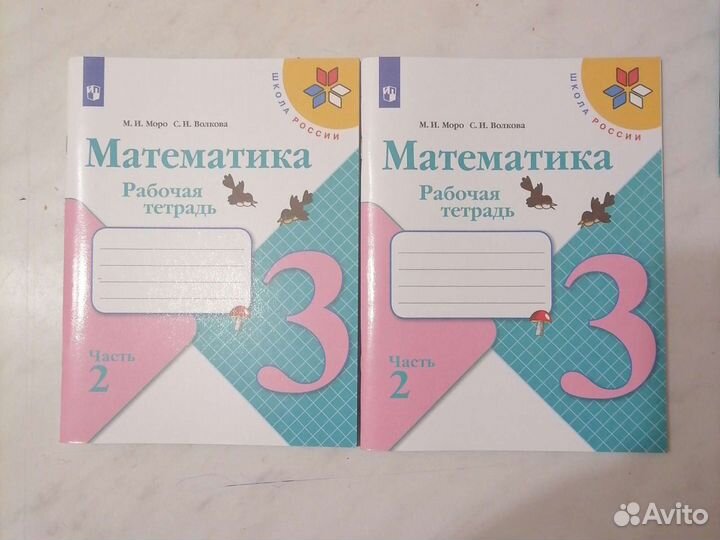 ШКОЛА РОССИИ
М. И. Моро С. И. Волкова
Математика
Рабочая
тетрадь
3
Часть
2
ШКОЛА РОССИИ
М. И. Моро С. И. Волкова
Математика
Рабочая
тетрадь
3
Часть
2
Avito